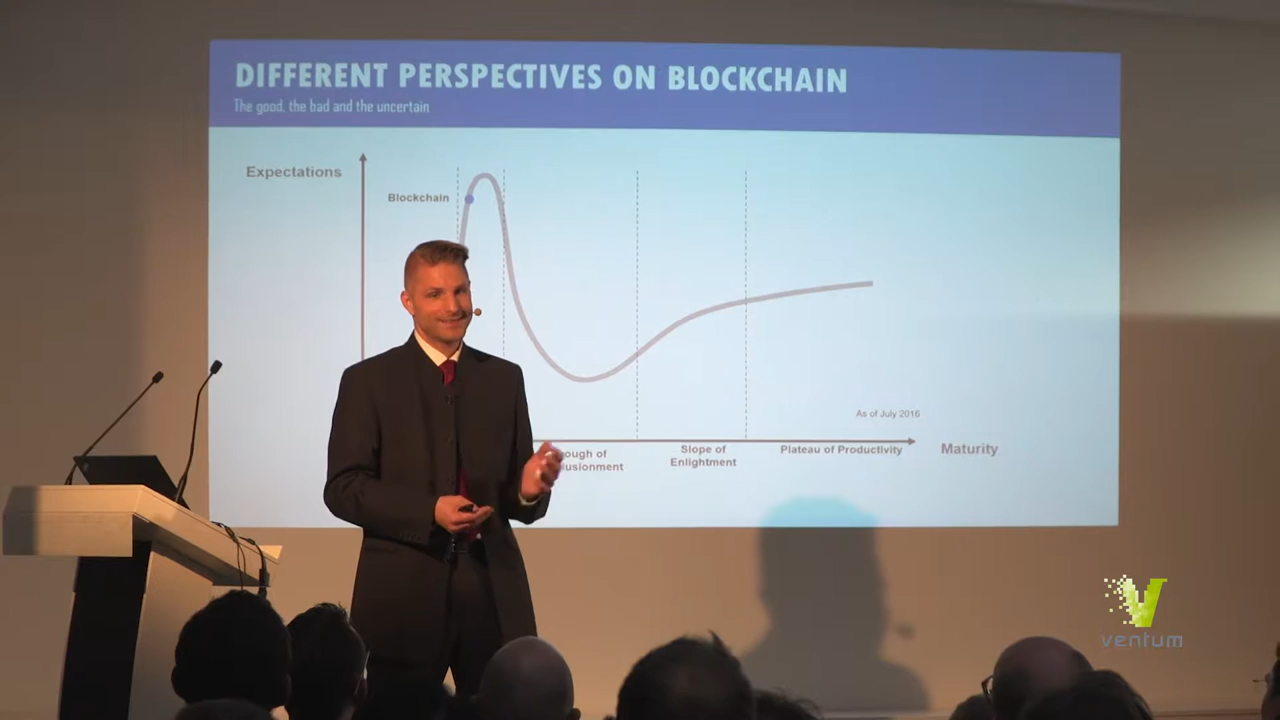 DIFFERENT PERSPECTIVES ON BLOCKCHAIN
The good, the bad and the uncertain
Expectations
Blockchain
As of July 2016
Slope of
Enlightment
Plateau of Productivity
Maturity
ventum